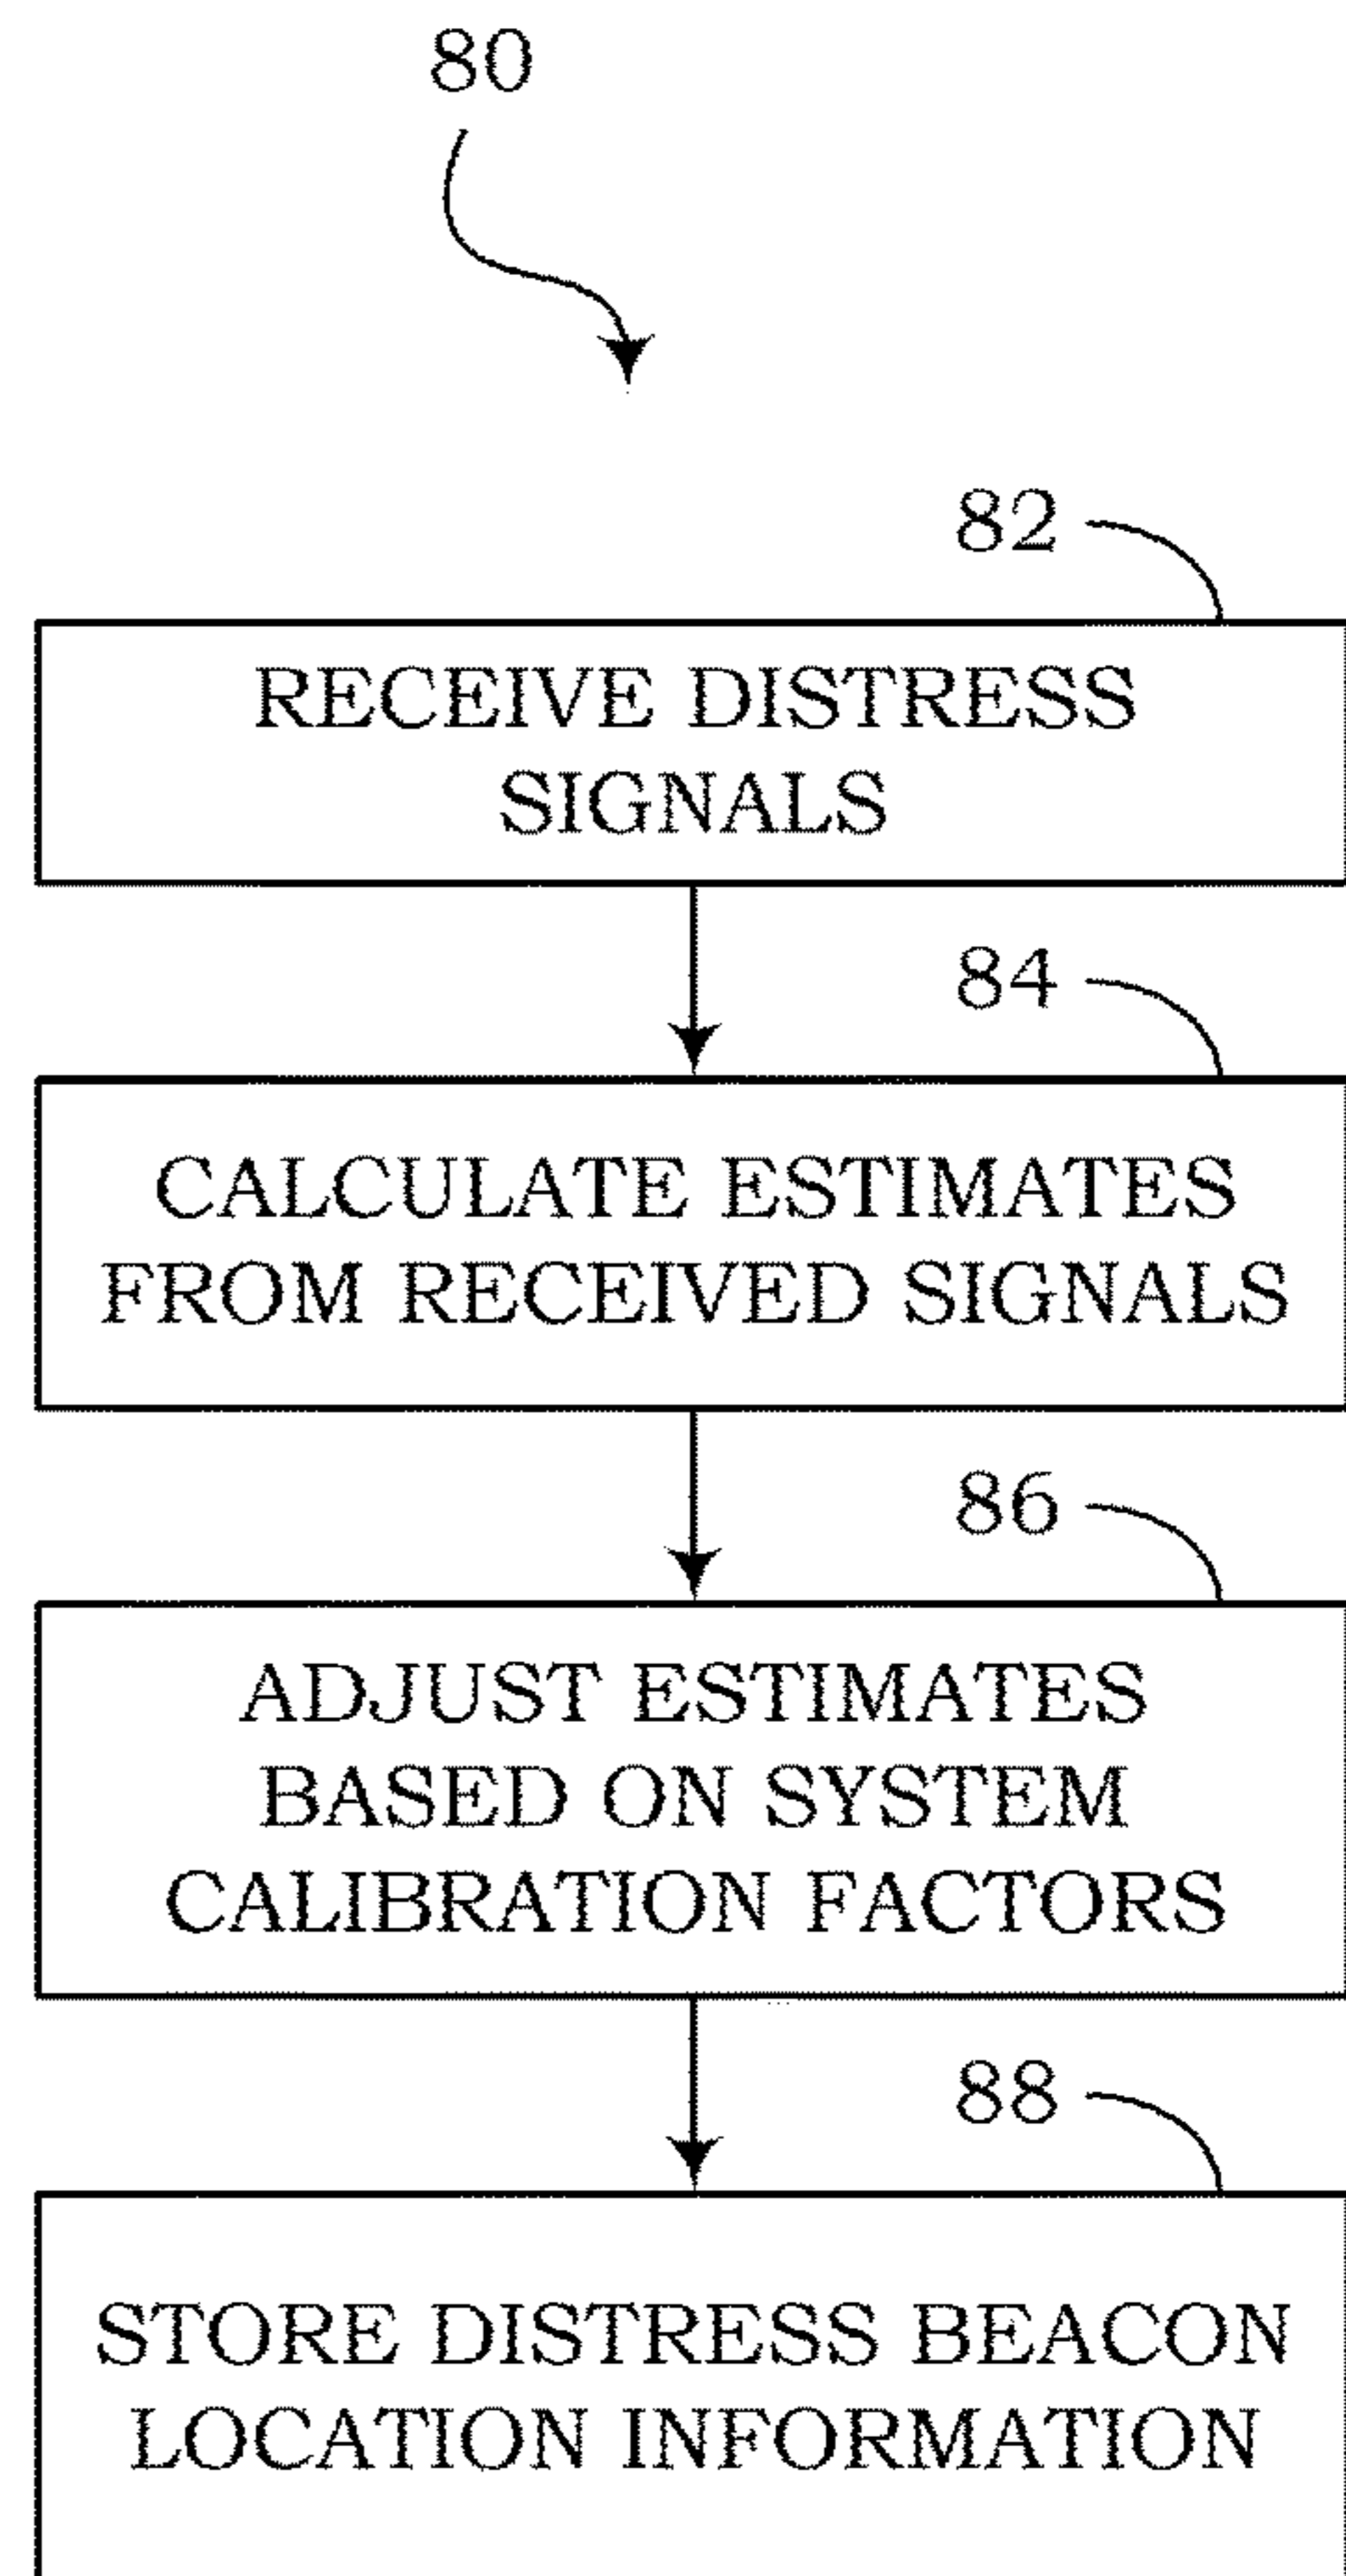 80
82
RECEIVE DISTRESS
SIGNALS
84
CALCULATE ESTIMATES
FROM RECEIVED SIGNALS
86
ADJUST ESTIMATES
BASED ON SYSTEM
CALIBRATION FACTORS
88
STORE DISTRESS BEACON
LOCATION INFORMATION